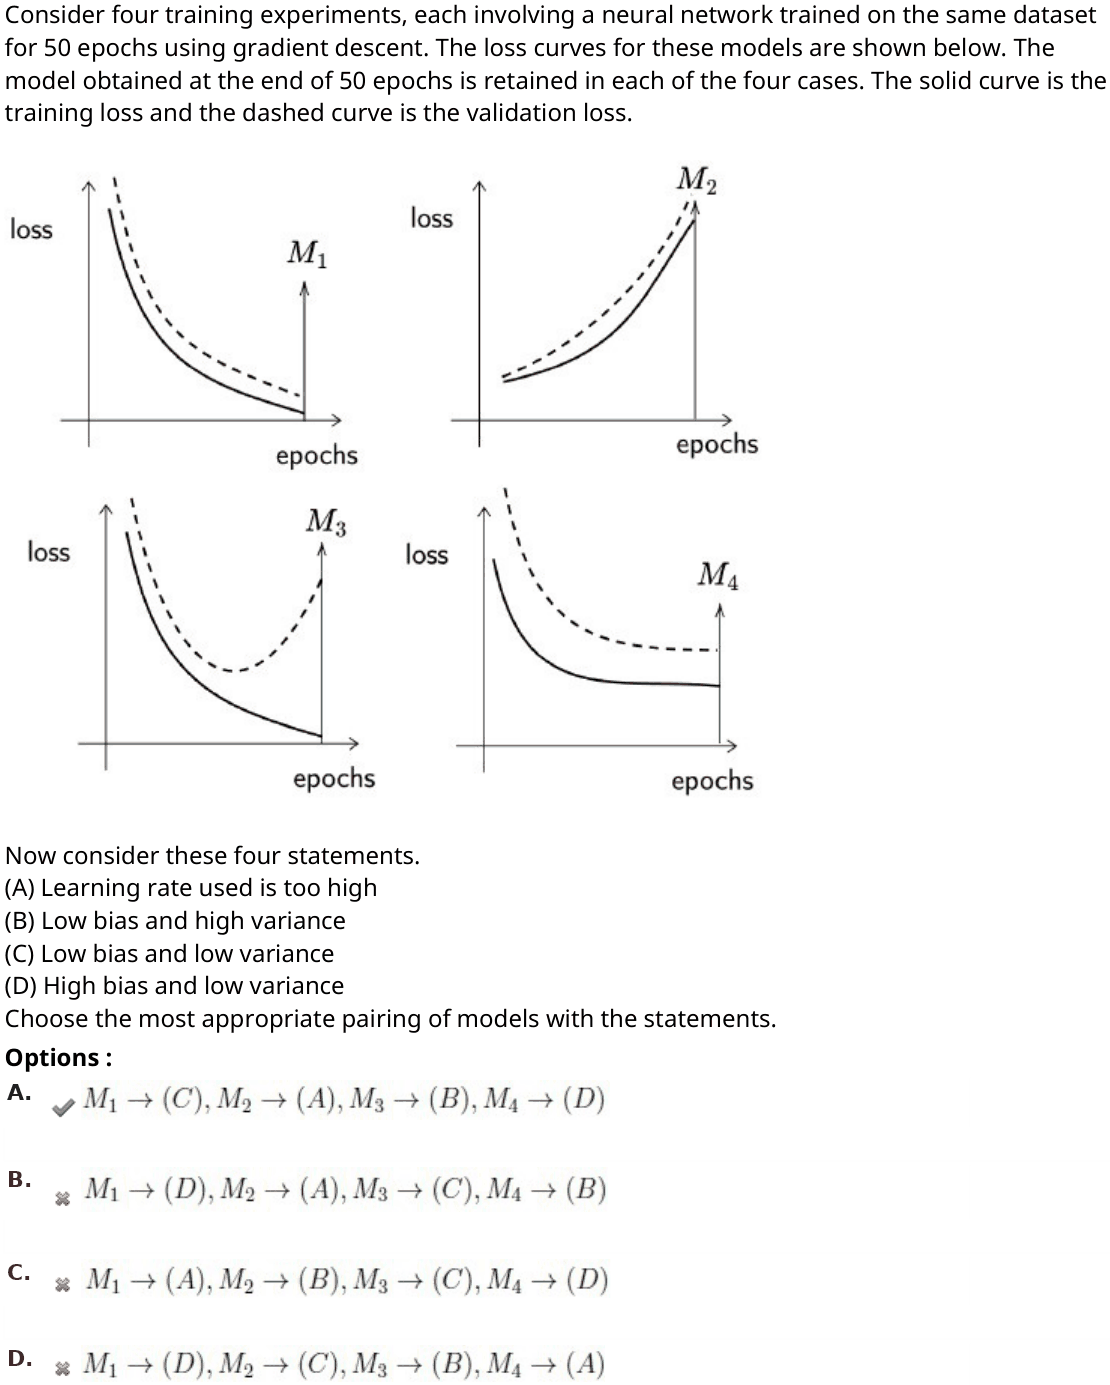 Consider four training experiments, each involving a neural network trained on the same dataset
for 50 epochs using gradient descent. The loss curves for these models are shown below. The
model obtained at the end of 50 epochs is retained in each of the four cases. The solid curve is the
training loss and the dashed curve is the validation loss.
loss
M₁
epochs
loss
M₂
epochs
loss
M₃
epochs
loss
M₄
epochs
Now consider these four statements.
(A) Learning rate used is too high
(B) Low bias and high variance
(C) Low bias and low variance
(D) High bias and low variance
Choose the most appropriate pairing of models with the statements.
Options :
A. M₁ → (C), M₂ → (A), M₃ → (B), M₄ → (D)
B. M₁ → (D), M₂ → (A), M₃ → (C), M₄ → (B)
C. M₁ → (A), M₂ → (B), M₃ → (C), M₄ → (D)
D. M₁ → (D), M₂ → (C), M₃ → (B), M₄ → (A)